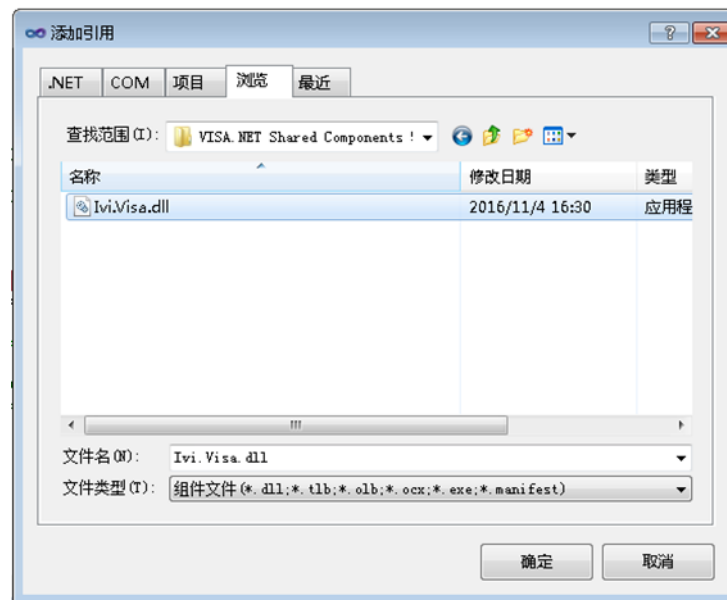 添加引用
.NET COM 项目 浏览 最近
查找范围(I): VISA.NET Shared Components
名称 修改日期 类型
Ivi.Visa.dll 2016/11/4 16:30 应用程
文件名(N): Ivi.Visa.dll
文件类型(T): 组件文件(*.dll;*.tlb;*.olb;*.ocx;*.exe;*.manifest)
确定 取消